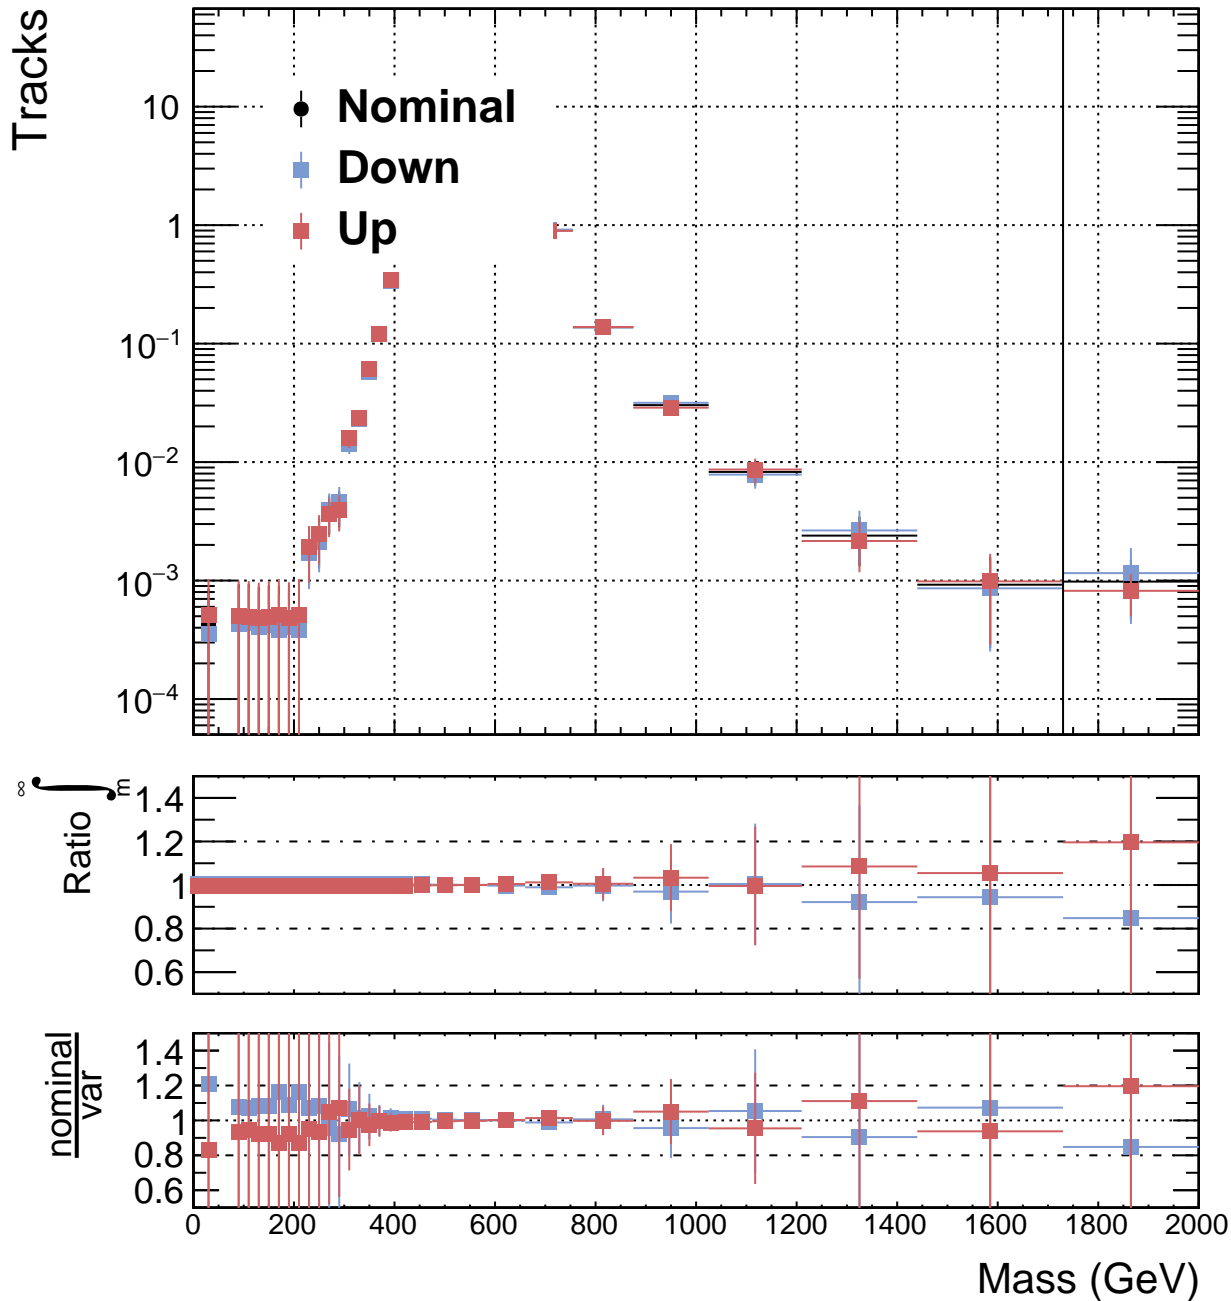 Tracks
10
1
10⁻¹
10⁻²
10⁻³
10⁻⁴
Nominal
Down
Up
Ratio ∫m∞
1.4
1.2
1
0.8
0.6
nominal
var
1.4
1.2
1
0.8
0.6
0 200 400 600 800 1000 1200 1400 1600 1800 2000
Mass (GeV)